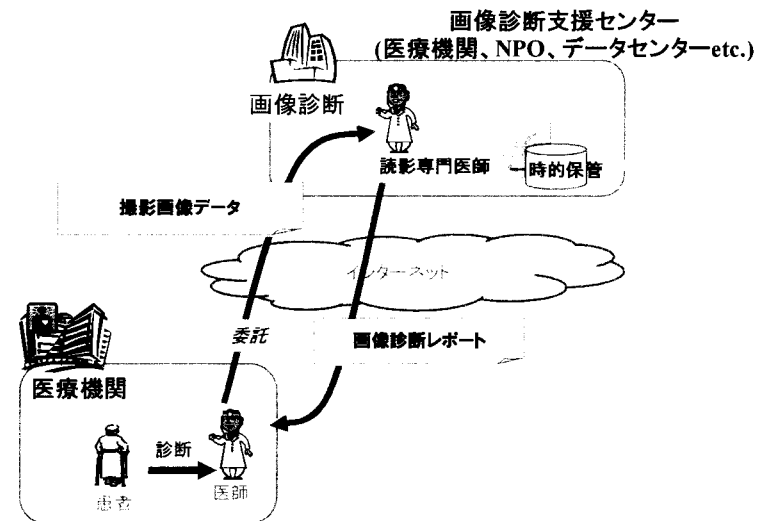 画像診断支援センター
(医療機関、NPO、データセンターetc.)
画像診断
読影専門医師
一時的保管
撮影画像データ
インターネット
委託
画像診断レポート
医療機関
診断
患者
医師